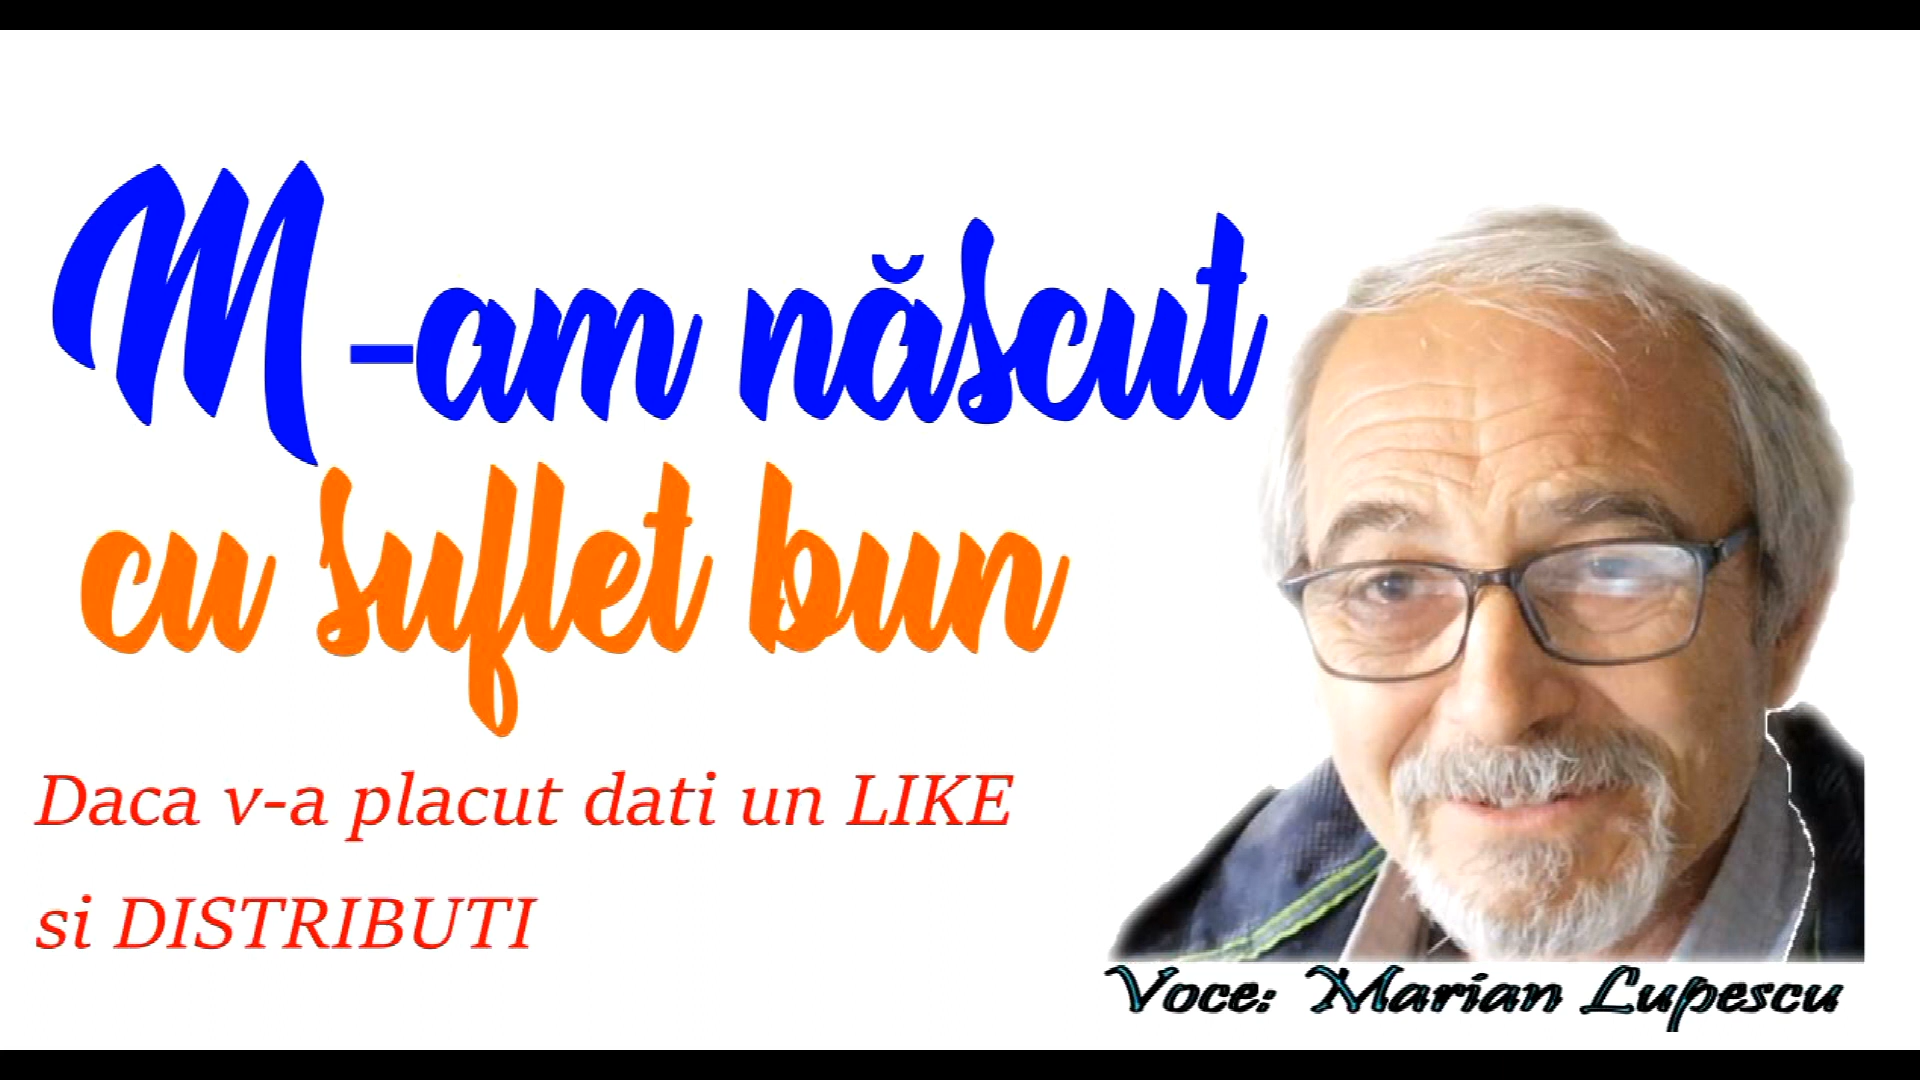 M-am născut
cu suflet bun
Daca v-a placut dati un LIKE
si DISTRIBUTI
Voce: Marian Lupescu